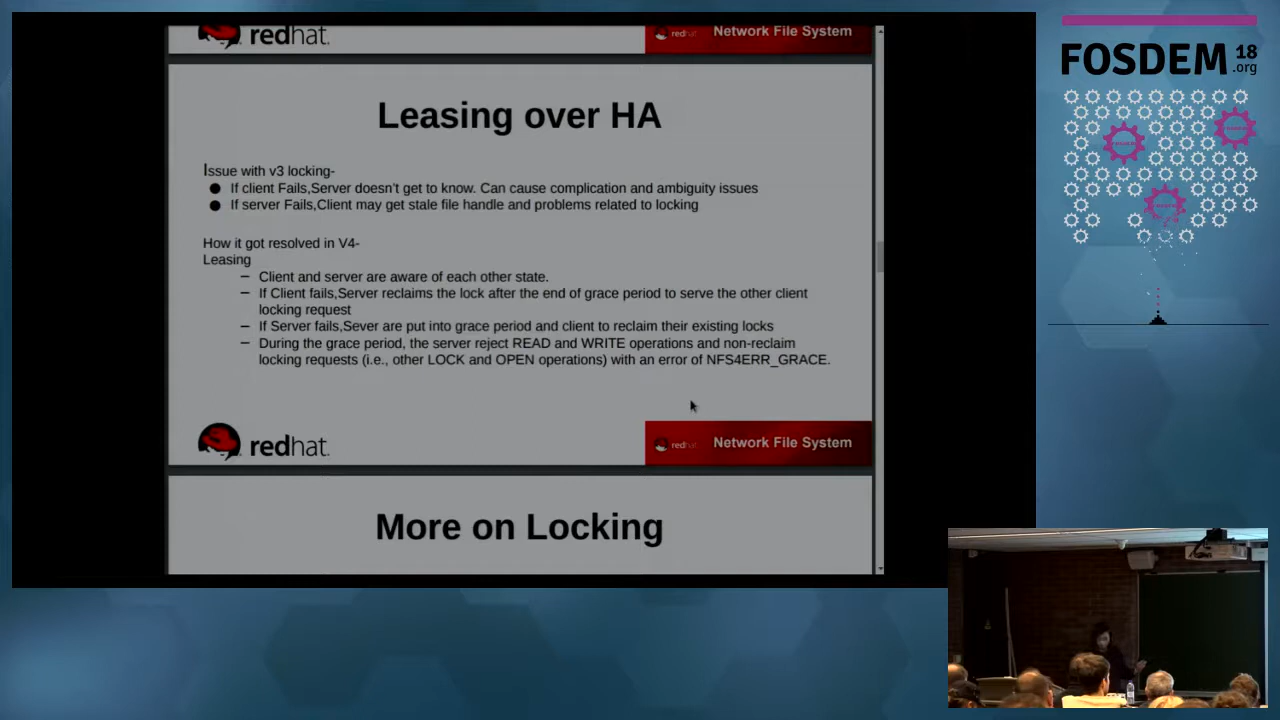 redhat.
redhat
Network File System
Leasing over HA
Issue with v3 locking-
● If client Fails,Server doesn't get to know. Can cause complication and ambiguity issues
● If server Fails,Client may get stale file handle and problems related to locking
How it got resolved in V4-
Leasing
– Client and server are aware of each other state.
– If Client fails,Server reclaims the lock after the end of grace period to serve the other client
locking request
– If Server fails,Sever are put into grace period and client to reclaim their existing locks
– During the grace period, the server reject READ and WRITE operations and non-reclaim
locking requests (i.e., other LOCK and OPEN operations) with an error of NFS4ERR_GRACE.
redhat.
redhat
Network File System
More on Locking
FOSDEM 18
.org